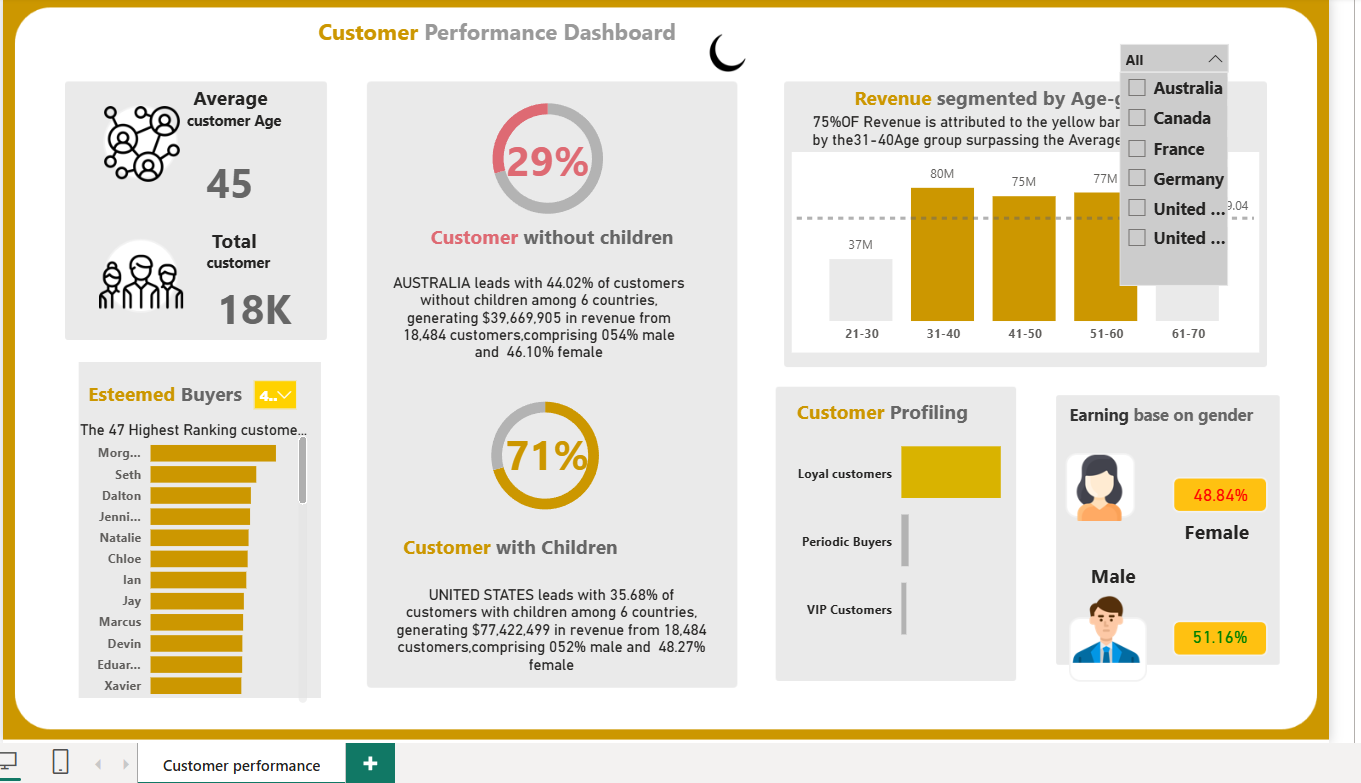 Customer Performance Dashboard
Average
customer Age
45
Total
customer
18K
Esteemed Buyers
4..
The 47 Highest Ranking custome...
Morg...
Seth
Dalton
Jenni...
Natalie
Chloe
Ian
Jay
Marcus
Devin
Eduar...
Xavier
29%
Customer without children
AUSTRALIA leads with 44.02% of customers
without children among 6 countries,
generating $39,669,905 in revenue from
18,484 customers,comprising 054% male
and 46.10% female
71%
Customer with Children
UNITED STATES leads with 35.68% of
customers with children among 6 countries,
generating $77,422,499 in revenue from 18,484
customers,comprising 052% male and 48.27%
female
Revenue segmented by Age-g
75%OF Revenue is attributed to the yellow bar
by the31-40Age group surpassing the Average
37M
80M
75M
77M
9.04
21-30
31-40
41-50
51-60
61-70
All
Australia
Canada
France
Germany
United ...
United ...
Customer Profiling
Loyal customers
Periodic Buyers
VIP Customers
Earning base on gender
48.84%
Female
Male
51.16%
Customer performance